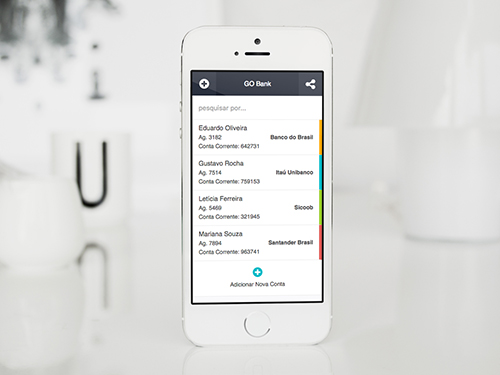 GO Bank
pesquisar por...
Eduardo Oliveira
Ag. 3182
Banco do Brasil
Conta Corrente: 642731
Gustavo Rocha
Ag. 7514
Itaú Unibanco
Conta Corrente: 759153
Letícia Ferreira
Ag. 5469
Sicoob
Conta Corrente: 321945
Mariana Souza
Ag. 7894
Santander Brasil
Conta Corrente: 963741
Adicionar Nova Conta
U